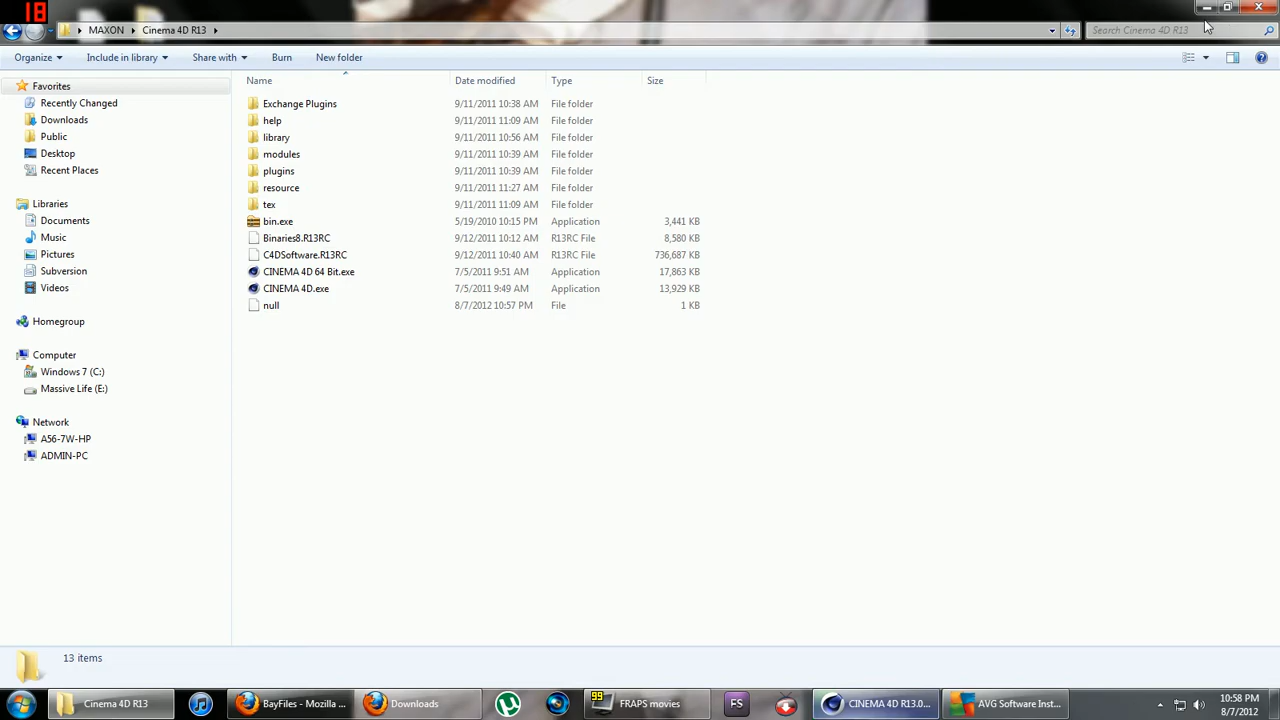 18
MAXON Cinema 4D R13
Search Cinema 4D R13
Organize Include in library Share with Burn New folder
Name Date modified Type Size
Favorites
Recently Changed
Downloads
Public
Desktop
Recent Places
Libraries
Documents
Music
Pictures
Subversion
Videos
Homegroup
Computer
Windows 7 (C:)
Massive Life (E:)
Network
A56-7W-HP
ADMIN-PC
Exchange Plugins 9/11/2011 10:38 AM File folder
help 9/11/2011 11:09 AM File folder
library 9/11/2011 10:56 AM File folder
modules 9/11/2011 10:39 AM File folder
plugins 9/11/2011 10:39 AM File folder
resource 9/11/2011 11:27 AM File folder
tex 9/11/2011 11:09 AM File folder
bin.exe 5/19/2010 10:15 PM Application 3,441 KB
Binaries8.R13RC 9/12/2011 10:12 AM R13RC File 8,580 KB
C4DSoftware.R13RC 9/12/2011 10:40 AM R13RC File 736,687 KB
CINEMA 4D 64 Bit.exe 7/5/2011 9:51 AM Application 17,863 KB
CINEMA 4D.exe 7/5/2011 9:49 AM Application 13,929 KB
null 8/7/2012 10:57 PM File 1 KB
13 items
Cinema 4D R13
BayFiles - Mozilla ...
Downloads
99
FRAPS movies
FS
CINEMA 4D R13.0...
AVG Software Inst...
10:58 PM
8/7/2012